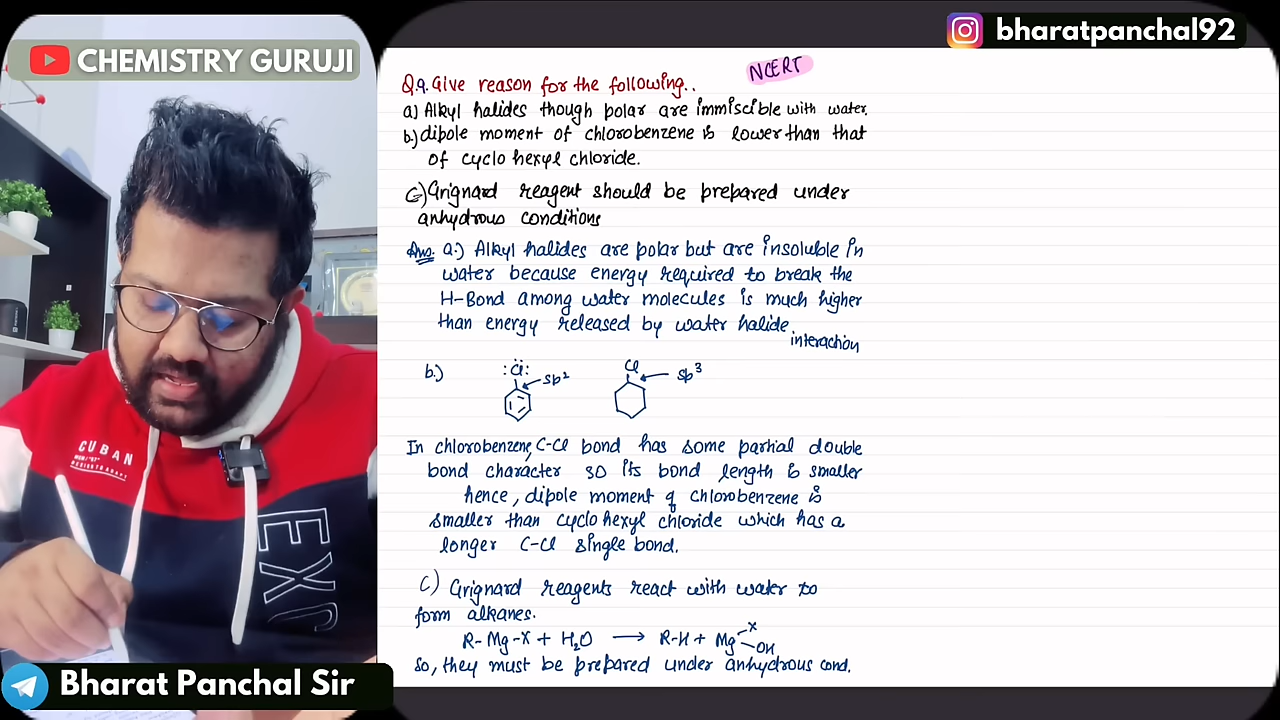 CHEMISTRY GURUJI
bharatpanchal92
NCERT
Q.9. Give reason for the following..
a) Alkyl halides though polar are immiscible with water.
b.) dipole moment of chlorobenzene is lower than that
of cyclo hexyl chloride.
C) Grignard reagent should be prepared under
anhydrous conditions
Ans. a.) Alkyl halides are polar but are insoluble in
water because energy required to break the
H-Bond among water molecules is much higher
than energy released by water halide
interaction
b.) :Cl: sp² Cl sp³
In chlorobenzene, C-Cl bond has some partial double
bond character so its bond length is smaller
hence, dipole moment of chlorobenzene is
smaller than cyclo hexyl chloride which has a
longer C-Cl single bond.
C) Grignard reagents react with water to
form alkanes.
R-Mg-X + H₂O → R-H + Mg X OH
So, they must be prepared under anhydrous cond.
CUBAN
EXC
Bharat Panchal Sir